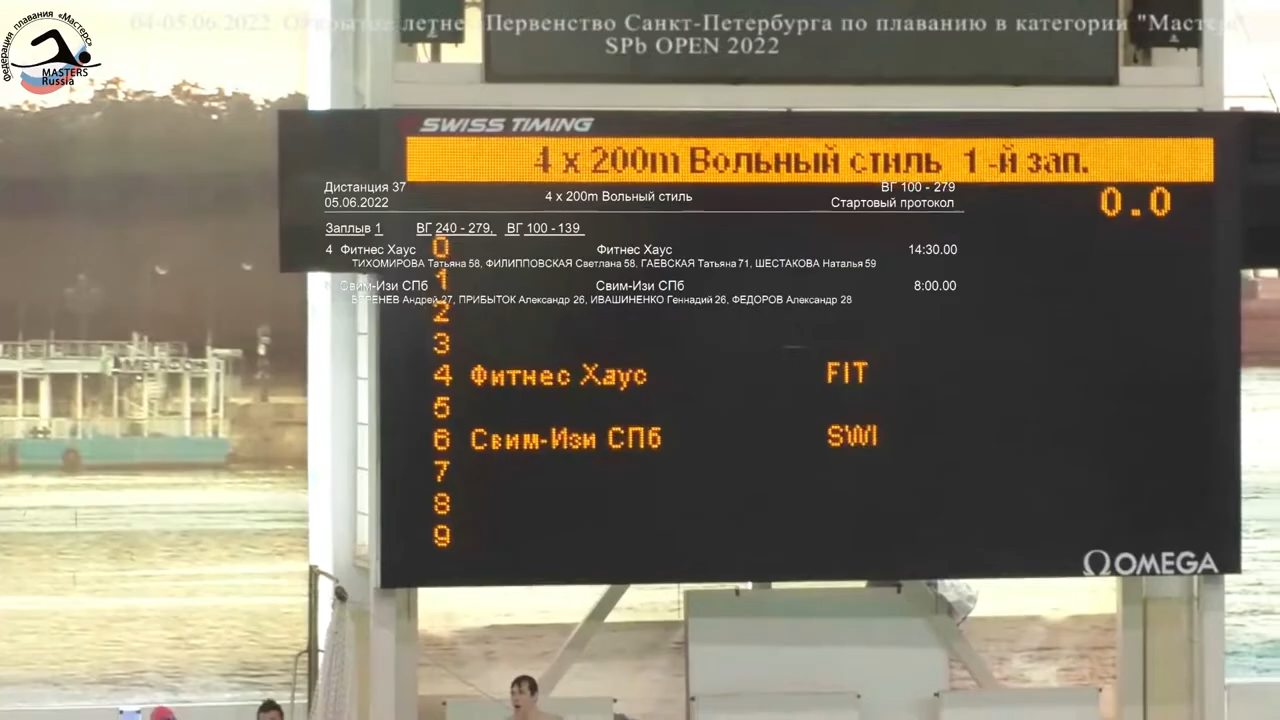 Федерация плавания «Мастерс»
MASTERS
Russia
04-05.06.2022 Открытое летнее Первенство Санкт-Петербурга по плаванию в категории "Мастерс"
SPb OPEN 2022
SWISS TIMING
4 x 200m Вольный стиль 1 -й зап.
0.0
Дистанция 37 4 x 200m Вольный стиль ВГ 100 - 279
05.06.2022 Стартовый протокол
Заплыв 1 ВГ 240 - 279, ВГ 100 - 139
4 Фитнес Хаус Фитнес Хаус 14:30.00
ТИХОМИРОВА Татьяна 58, ФИЛИППОВСКАЯ Светлана 58, ГАЕВСКАЯ Татьяна 71, ШЕСТАКОВА Наталья 59
Свим-Изи СПб Свим-Изи СПб 8:00.00
Андрей 27, ПРИБЫТОК Александр 26, ИВАШИНЕНКО Геннадий 26, ФЕДОРОВ Александр 28
0
1
2
3
4 Фитнес Хаус FIT
5
6 Свим-Изи СПб SWI
7
8
9
OMEGA